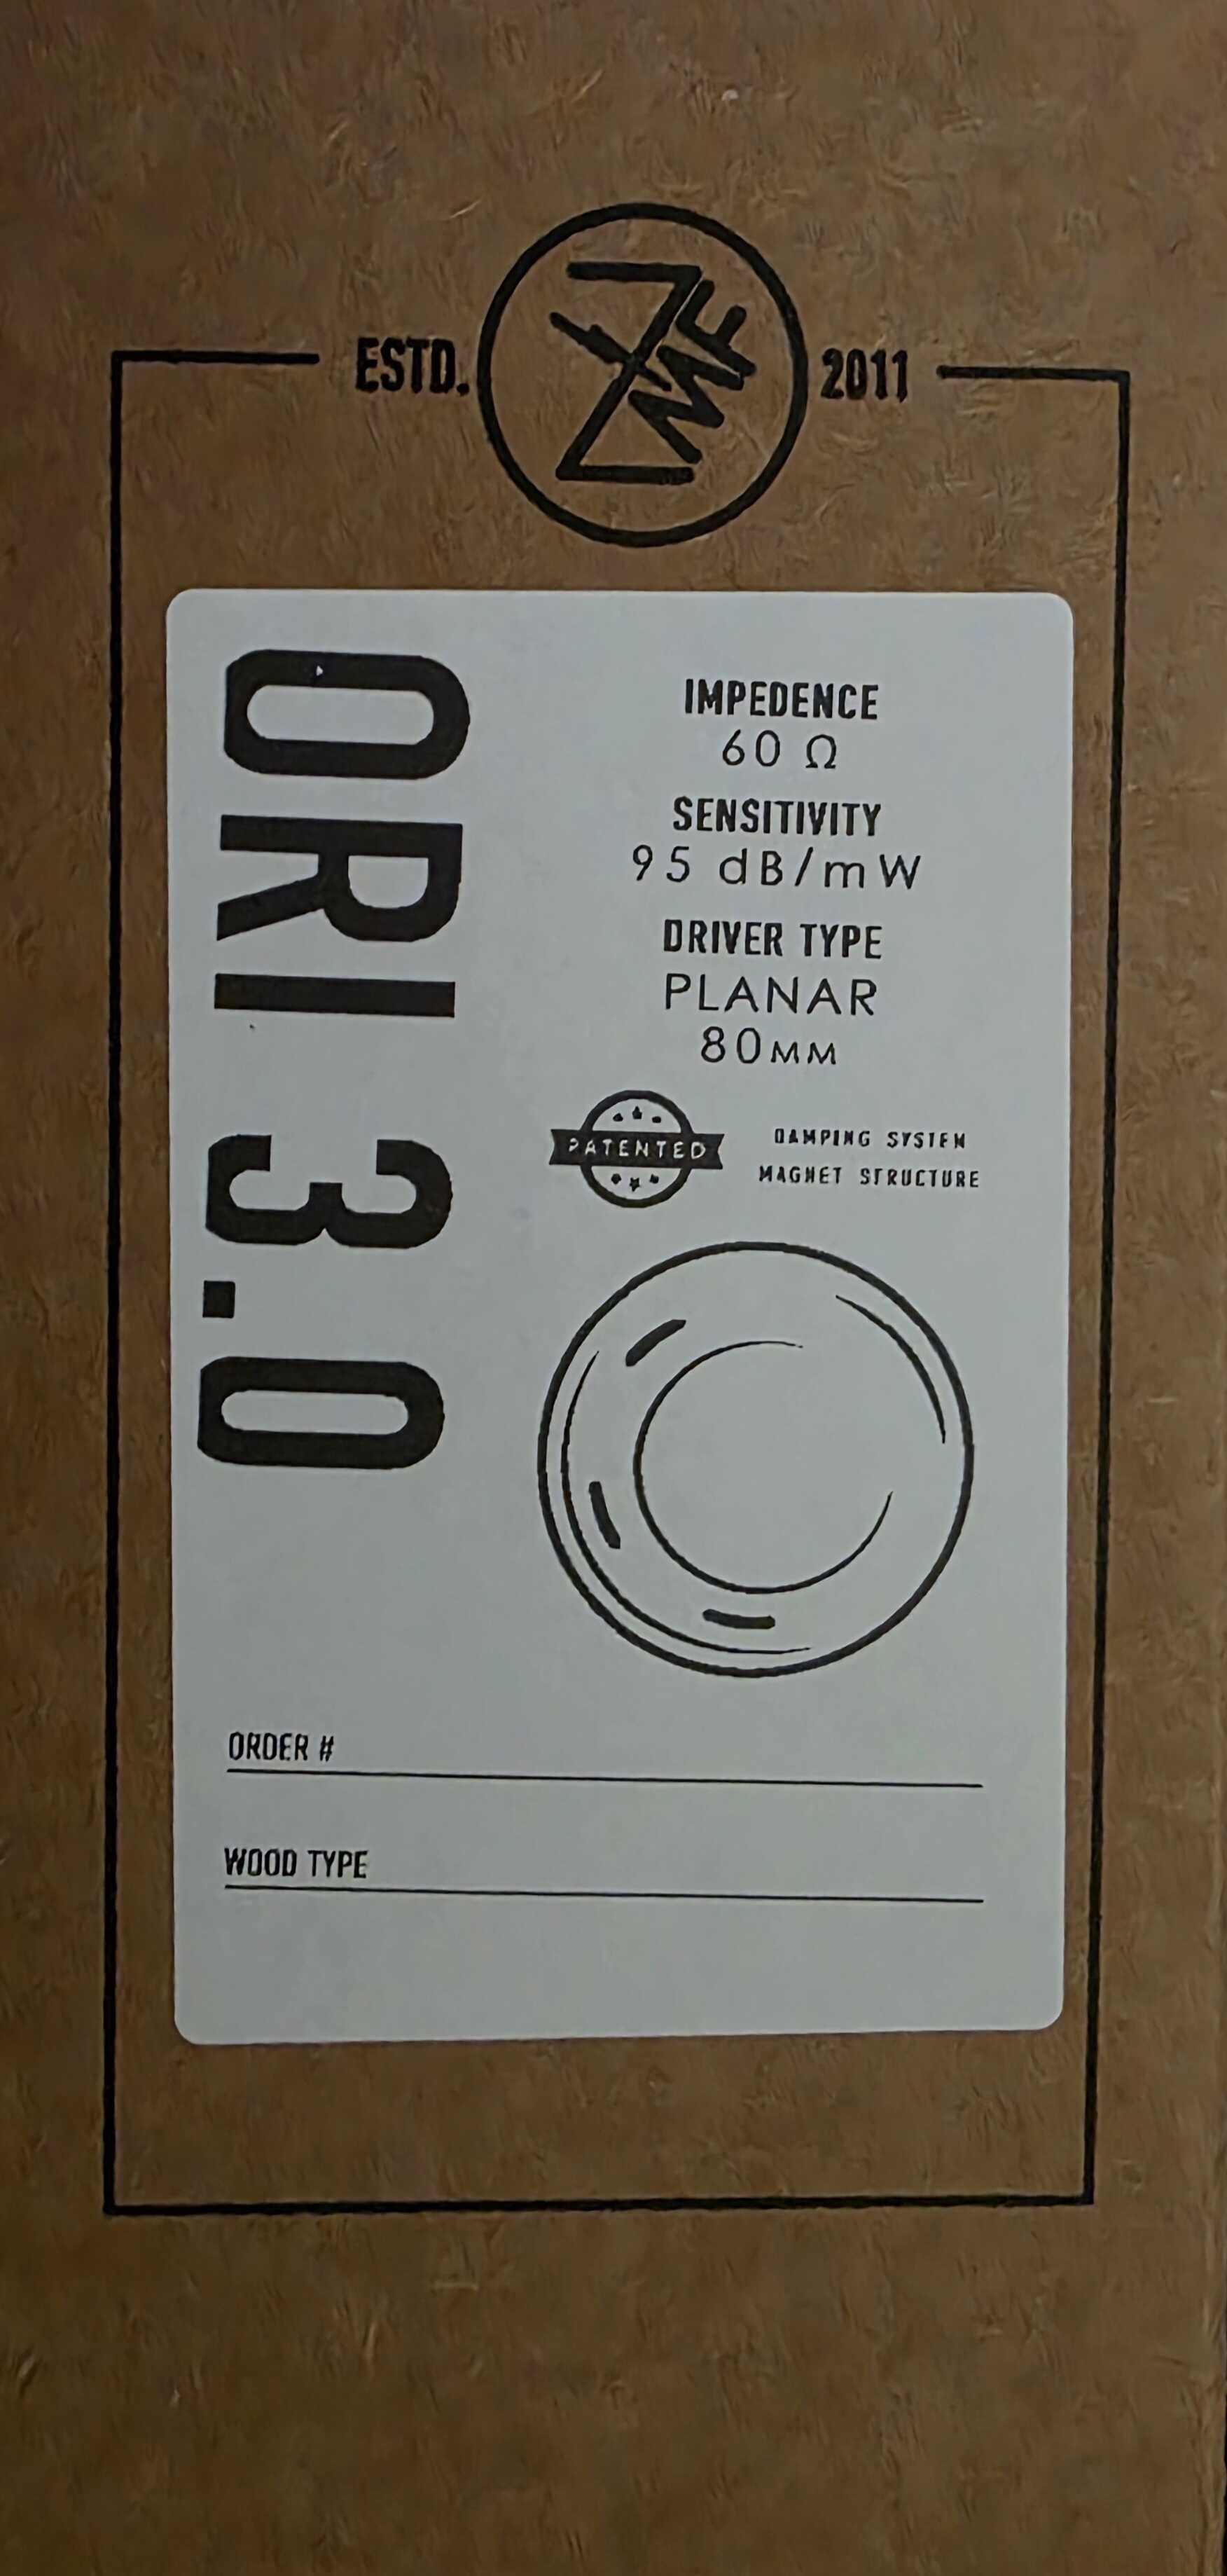 ESTD. ZMF 2011
ORI 3.0
IMPEDENCE
60 Ω
SENSITIVITY
95 dB/mW
DRIVER TYPE
PLANAR
80MM
PATENTED
DAMPING SYSTEM
MAGNET STRUCTURE
ORDER #
WOOD TYPE